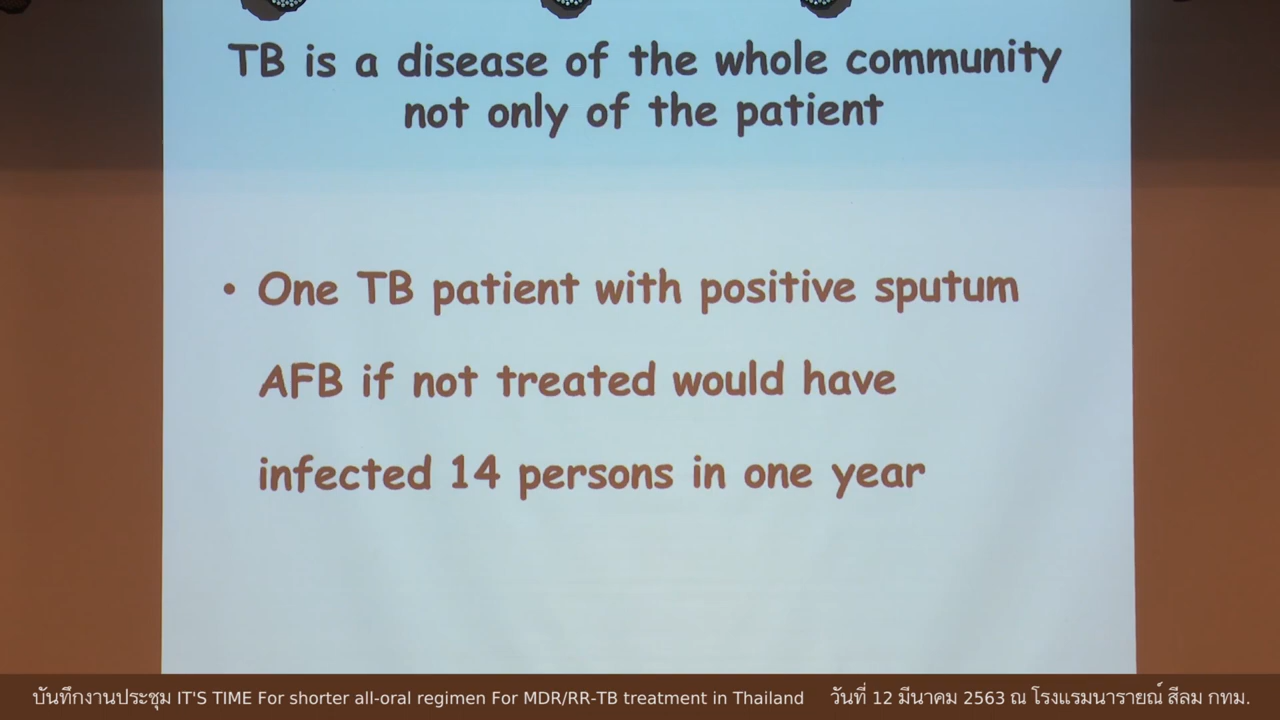 TB is a disease of the whole community
not only of the patient
• One TB patient with positive sputum
AFB if not treated would have
infected 14 persons in one year
บันทึกงานประชุม IT'S TIME For shorter all-oral regimen For MDR/RR-TB treatment in Thailand วันที่ 12 มีนาคม 2563 ณ โรงแรมนารายณ์ สีลม กทม.